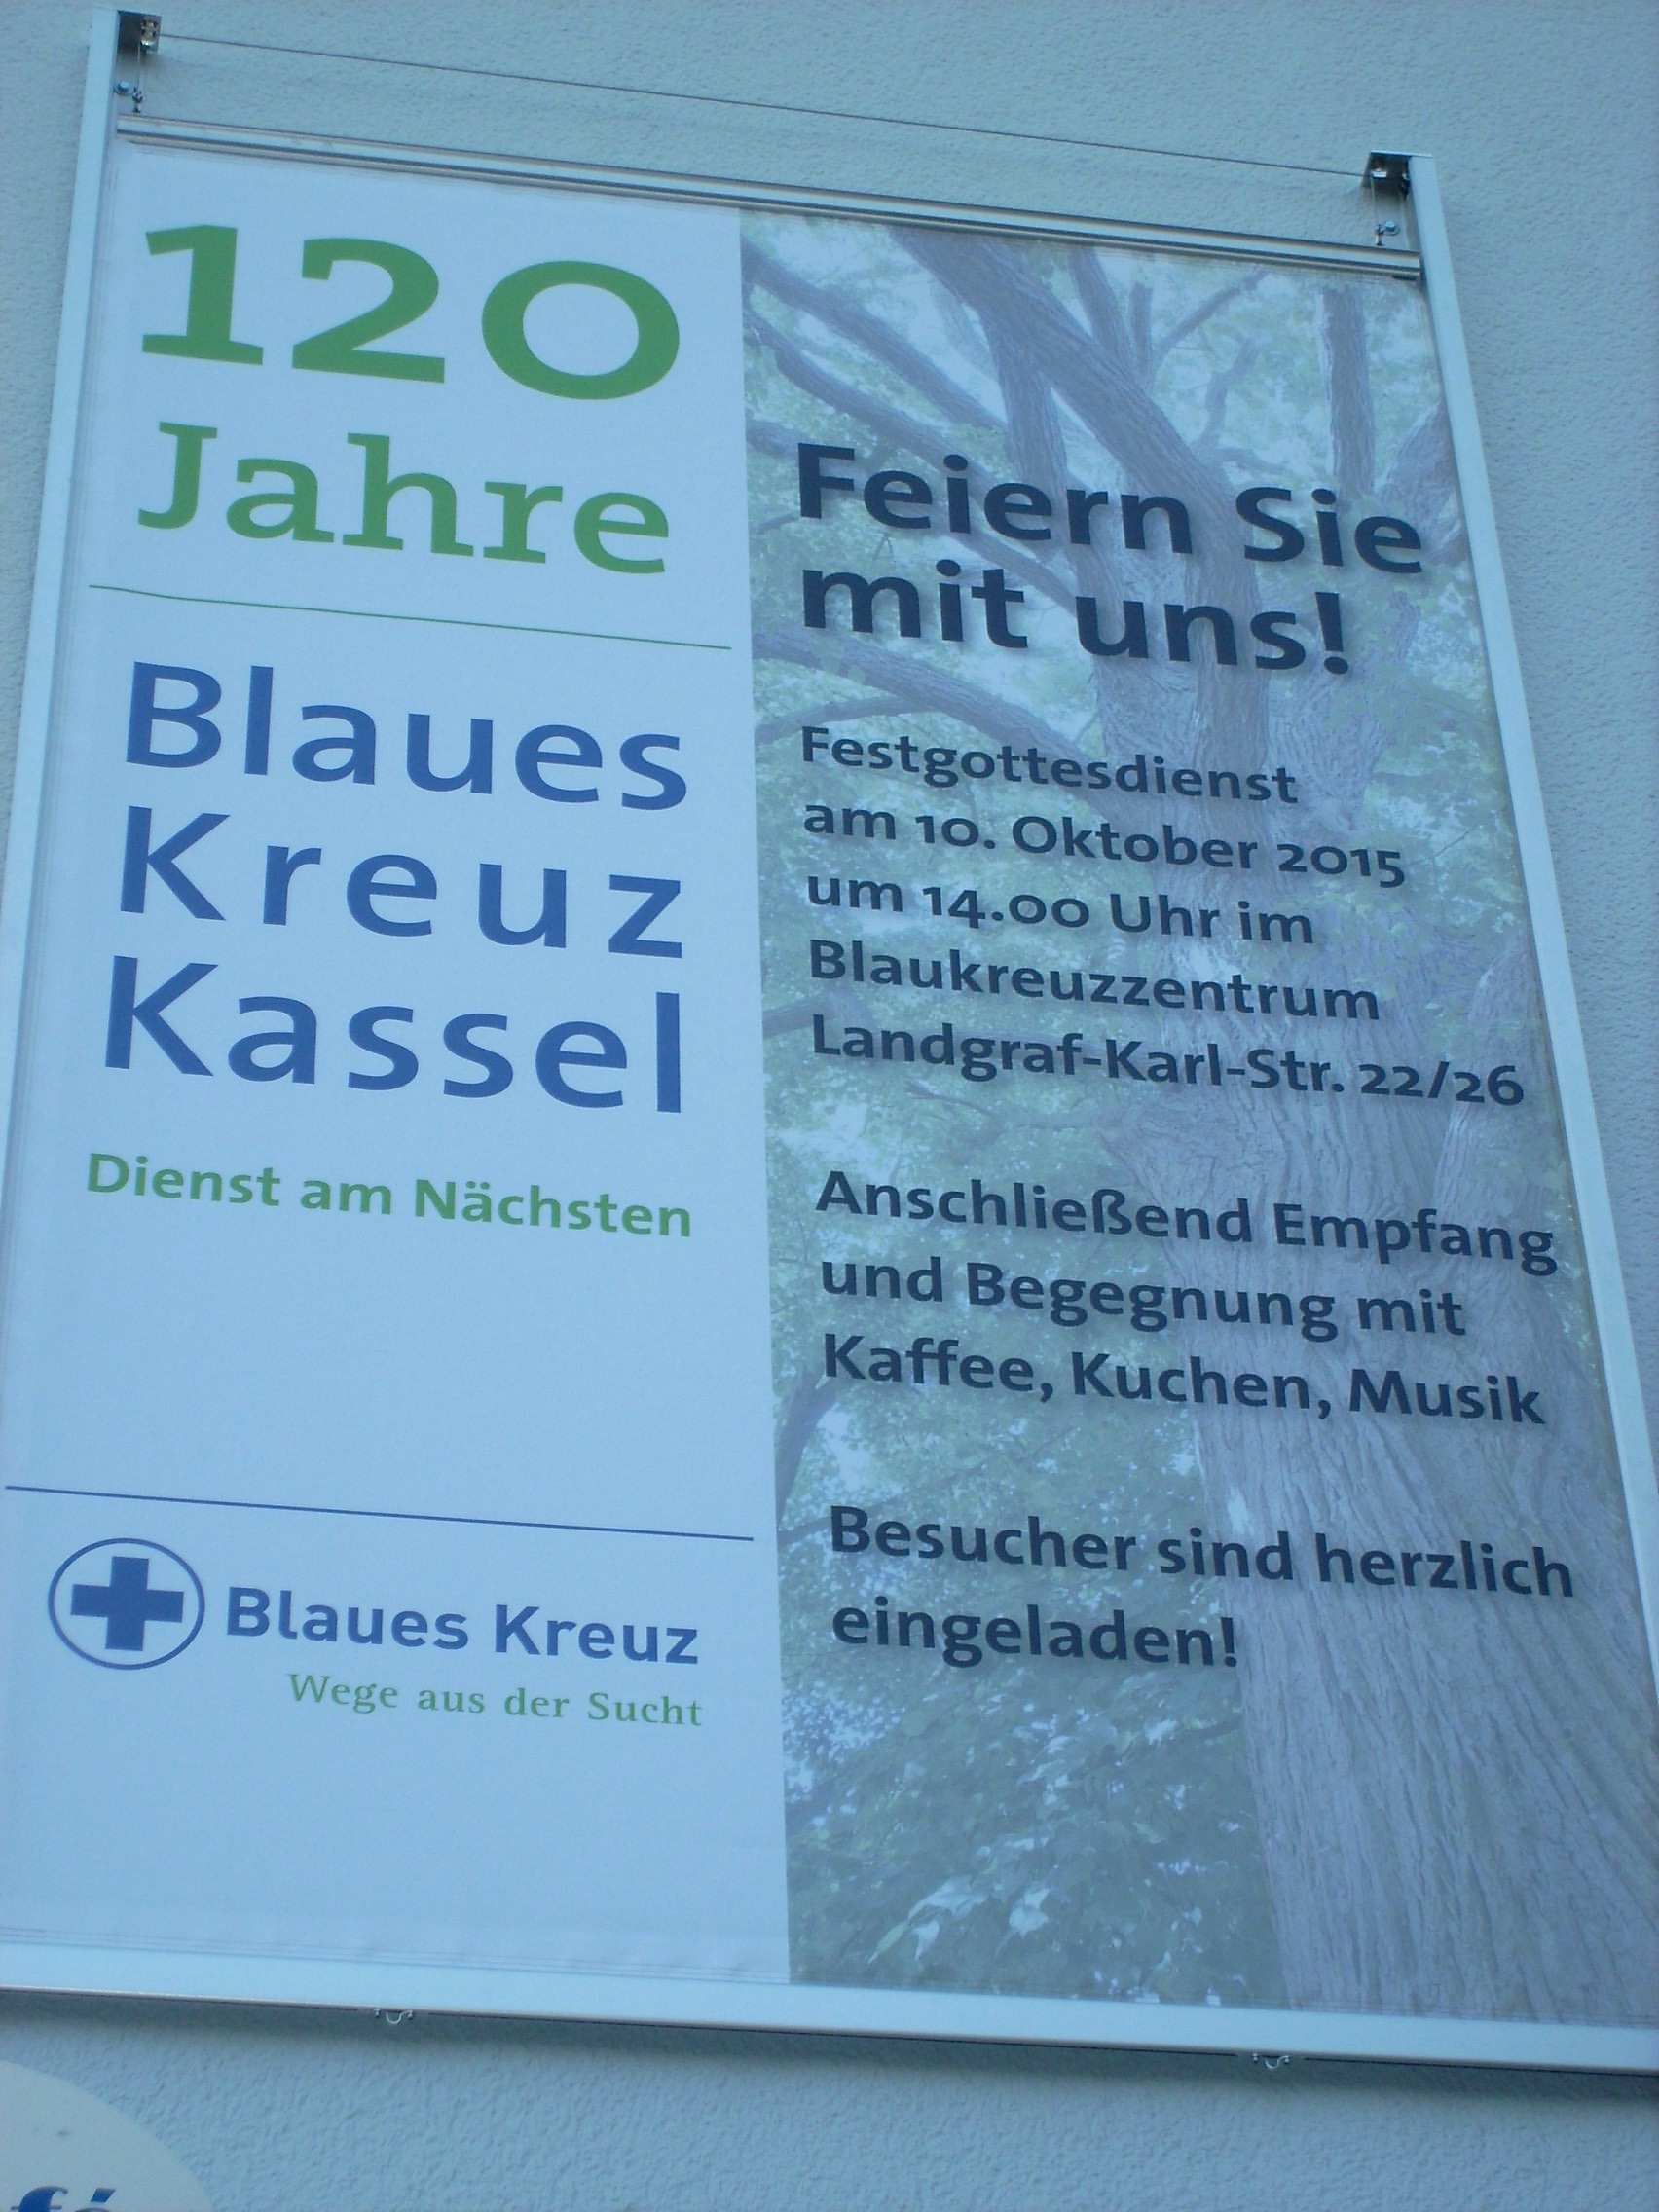 120
Jahre
Blaues
Kreuz
Kassel
Dienst am Nächsten
Blaues Kreuz
Wege aus der Sucht
Feiern Sie
mit uns!
Festgottesdienst
am 10. Oktober 2015
um 14.00 Uhr im
Blaukreuzzentrum
Landgraf-Karl-Str. 22/26
Anschließend Empfang
und Begegnung mit
Kaffee, Kuchen, Musik
Besucher sind herzlich
eingeladen!